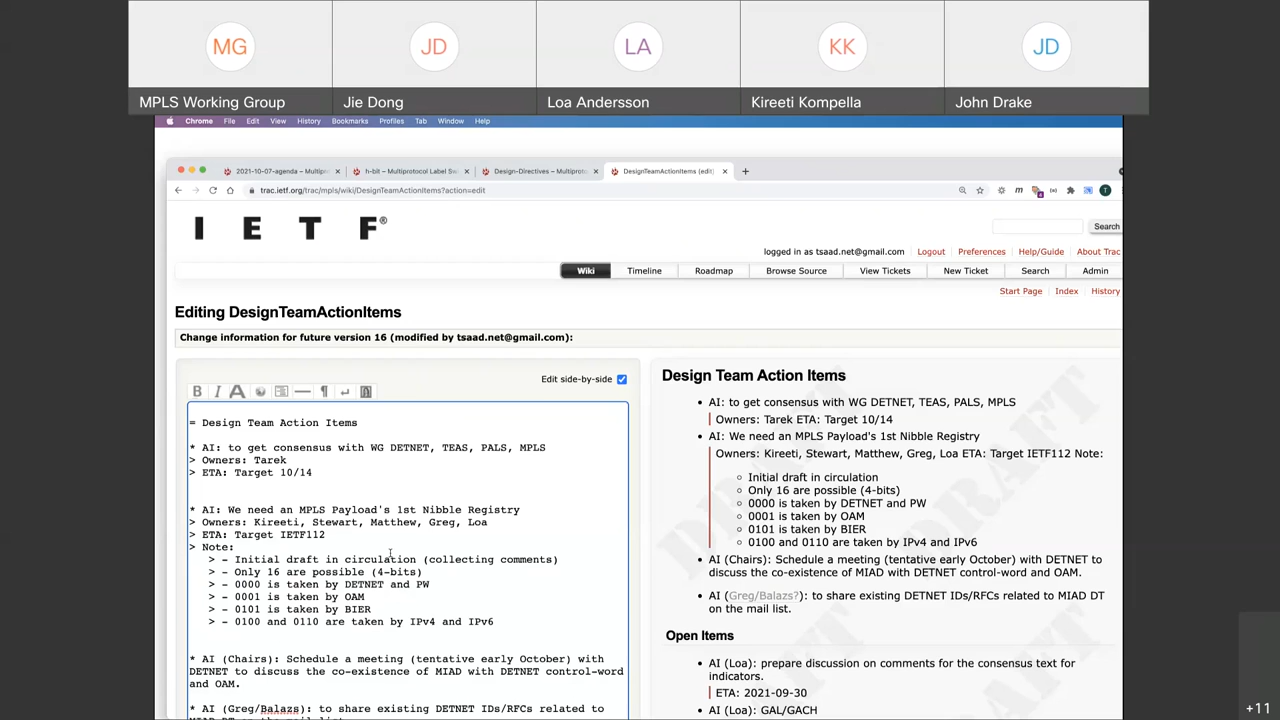 MG
JD
LA
KK
JD
MPLS Working Group
Jie Dong
Loa Andersson
Kireeti Kompella
John Drake
Chrome File Edit View History Bookmarks Profiles Tab Window Help
2021-10-07-agenda – Multipro
h-bit – Multiprotocol Label Sw
Design-Directives – Multiproto
DesignTeamActionItems (edit)
trac.ietf.org/trac/mpls/wiki/DesignTeamActionItems?action=edit
I E T F®
Search
logged in as tsaad.net@gmail.com Logout Preferences Help/Guide About Trac
Wiki Timeline Roadmap Browse Source View Tickets New Ticket Search Admin
Start Page Index History
Editing DesignTeamActionItems
Change information for future version 16 (modified by tsaad.net@gmail.com):
Edit side-by-side
= Design Team Action Items
* AI: to get consensus with WG DETNET, TEAS, PALS, MPLS
> Owners: Tarek
> ETA: Target 10/14
* AI: We need an MPLS Payload's 1st Nibble Registry
> Owners: Kireeti, Stewart, Matthew, Greg, Loa
> ETA: Target IETF112
> Note:
> - Initial draft in circulation (collecting comments)
> - Only 16 are possible (4-bits)
> - 0000 is taken by DETNET and PW
> - 0001 is taken by OAM
> - 0101 is taken by BIER
> - 0100 and 0110 are taken by IPv4 and IPv6
* AI (Chairs): Schedule a meeting (tentative early October) with
DETNET to discuss the co-existence of MIAD with DETNET control-word
and OAM.
* AI (Greg/Balazs): to share existing DETNET IDs/RFCs related to
MIAD DT on the mail list.
Design Team Action Items
• AI: to get consensus with WG DETNET, TEAS, PALS, MPLS
Owners: Tarek ETA: Target 10/14
• AI: We need an MPLS Payload's 1st Nibble Registry
Owners: Kireeti, Stewart, Matthew, Greg, Loa ETA: Target IETF112 Note:
Initial draft in circulation
Only 16 are possible (4-bits)
0000 is taken by DETNET and PW
0001 is taken by OAM
0101 is taken by BIER
0100 and 0110 are taken by IPv4 and IPv6
• AI (Chairs): Schedule a meeting (tentative early October) with DETNET to
discuss the co-existence of MIAD with DETNET control-word and OAM.
• AI (Greg/Balazs?): to share existing DETNET IDs/RFCs related to MIAD DT
on the mail list.
Open Items
• AI (Loa): prepare discussion on comments for the consensus text for
indicators.
ETA: 2021-09-30
• AI (Loa): GAL/GACH
DRAFT
+11